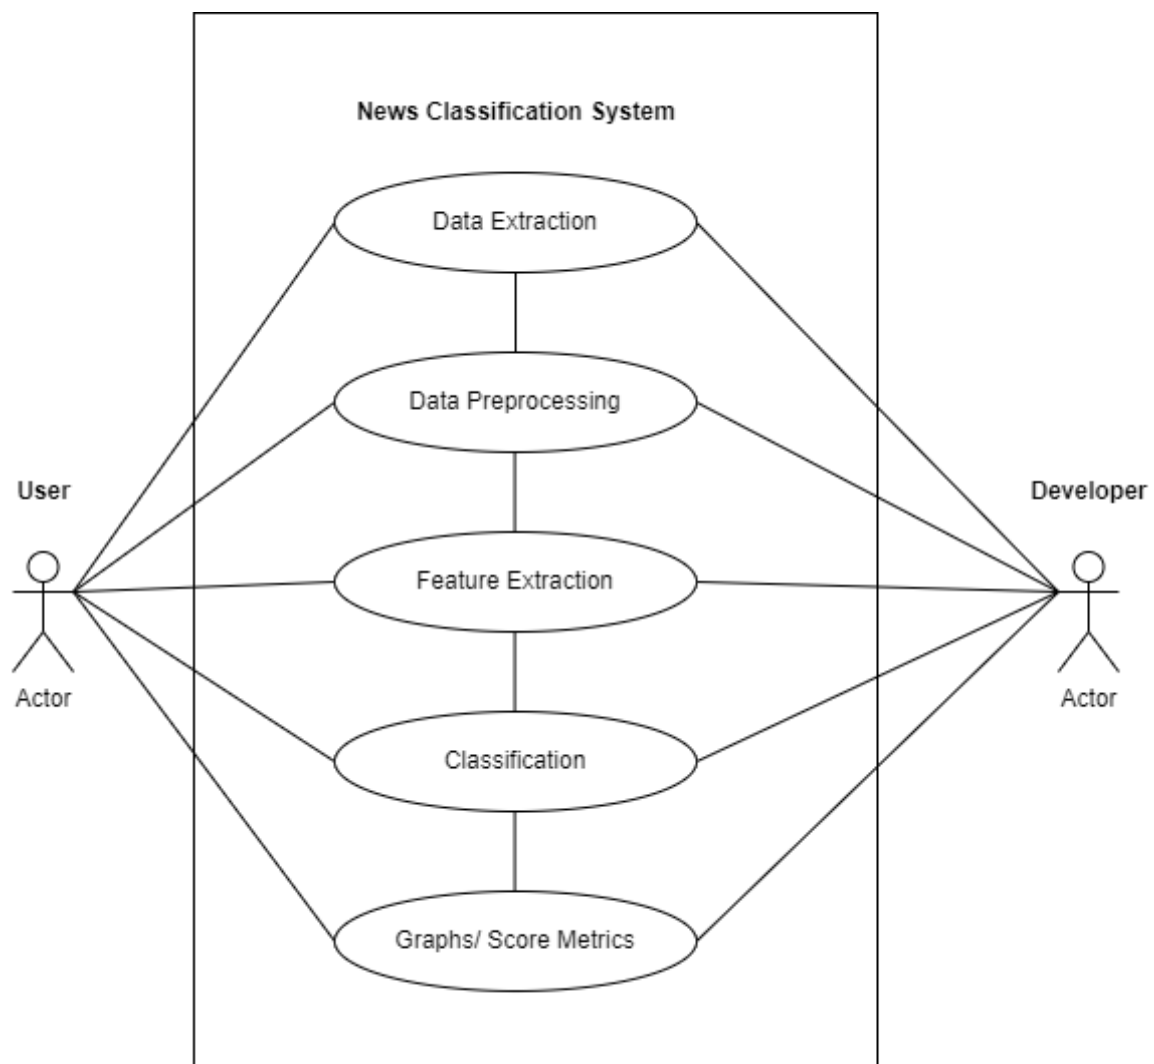 News Classification System
Data Extraction
Data Preprocessing
User
Developer
Feature Extraction
Actor
Actor
Classification
Graphs/ Score Metrics